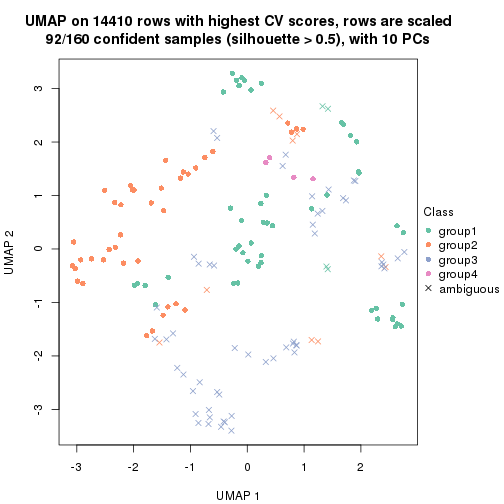 UMAP on 14410 rows with highest CV scores, rows are scaled
92/160 confident samples (silhouette > 0.5), with 10 PCs
3
2
1
0
-1
-2
-3
UMAP 2
-3
-2
-1
0
1
2
UMAP 1
Class
group1
group2
group3
group4
ambiguous